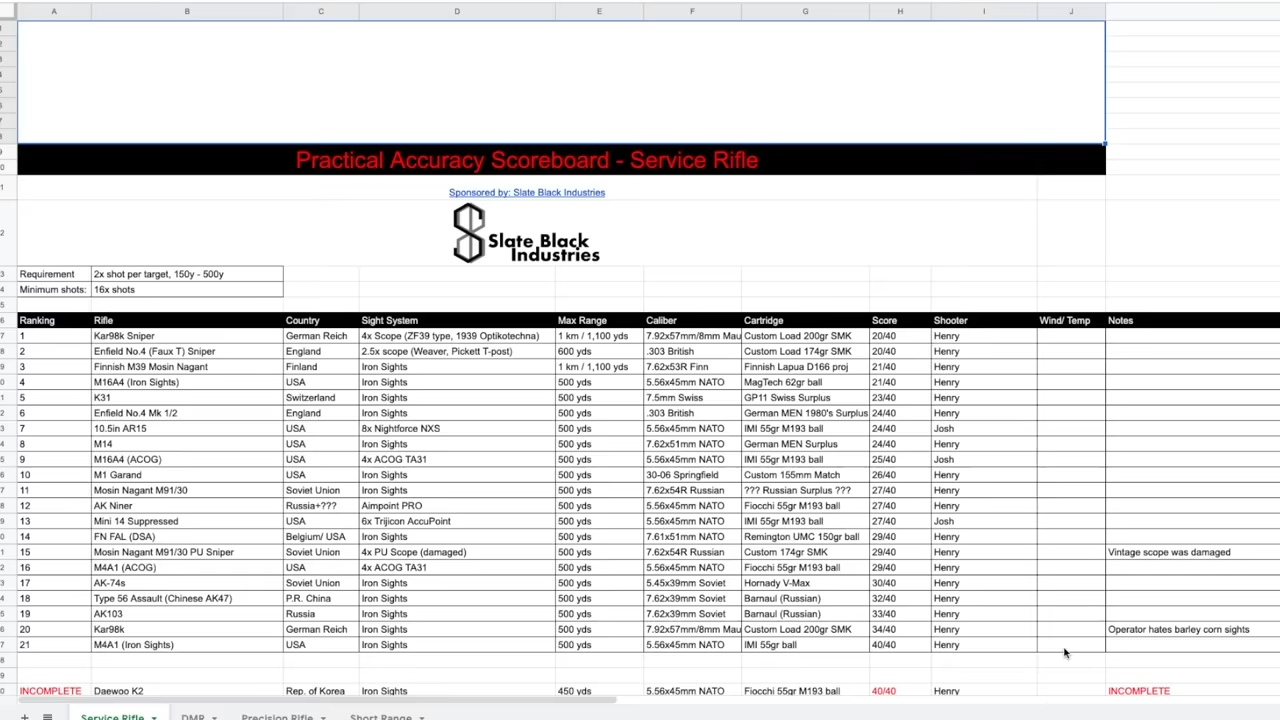 A B C D E F G H I J
Practical Accuracy Scoreboard - Service Rifle
Sponsored by: Slate Black Industries
Slate Black
Industries
Requirement 2x shot per target, 150y - 500y
Minimum shots: 16x shots
Ranking Rifle Country Sight System Max Range Caliber Cartridge Score Shooter Wind/ Temp Notes
1 Kar98k Sniper German Reich 4x Scope (ZF39 type, 1939 Optikotechna) 1 km / 1,100 yds 7.92x57mm/8mm Mau Custom Load 200gr SMK 20/40 Henry
2 Enfield No.4 (Faux T) Sniper England 2.5x scope (Weaver, Pickett T-post) 600 yds .303 British Custom Load 174gr SMK 20/40 Henry
3 Finnish M39 Mosin Nagant Finland Iron Sights 1 km / 1,100 yds 7.62x53R Finn Finnish Lapua D166 proj 21/40 Henry
4 M16A4 (Iron Sights) USA Iron Sights 500 yds 5.56x45mm NATO MagTech 62gr ball 21/40 Henry
5 K31 Switzerland Iron Sights 500 yds 7.5mm Swiss GP11 Swiss Surplus 23/40 Henry
6 Enfield No.4 Mk 1/2 England Iron Sights 500 yds .303 British German MEN 1980's Surplus 24/40 Henry
7 10.5in AR15 USA 8x Nightforce NXS 500 yds 5.56x45mm NATO IMI 55gr M193 ball 24/40 Josh
8 M14 USA Iron Sights 500 yds 7.62x51mm NATO German MEN Surplus 24/40 Henry
9 M16A4 (ACOG) USA 4x ACOG TA31 500 yds 5.56x45mm NATO IMI 55gr M193 ball 25/40 Josh
10 M1 Garand USA Iron Sights 500 yds 30-06 Springfield Custom 155mm Match 26/40 Henry
11 Mosin Nagant M91/30 Soviet Union Iron Sights 500 yds 7.62x54R Russian ??? Russian Surplus ??? 27/40 Henry
12 AK Niner Russia+??? Aimpoint PRO 500 yds 5.56x45mm NATO Fiocchi 55gr M193 ball 27/40 Henry
13 Mini 14 Suppressed USA 6x Trijicon AccuPoint 500 yds 5.56x45mm NATO IMI 55gr M193 ball 27/40 Josh
14 FN FAL (DSA) Belgium/ USA Iron Sights 500 yds 7.61x51mm NATO Remington UMC 150gr ball 29/40 Henry
15 Mosin Nagant M91/30 PU Sniper Soviet Union 4x PU Scope (damaged) 500 yds 7.62x54R Russian Custom 174gr SMK 29/40 Henry Vintage scope was damaged
16 M4A1 (ACOG) USA 4x ACOG TA31 500 yds 5.56x45mm NATO Fiocchi 55gr M193 ball 29/40 Henry
17 AK-74s Soviet Union Iron Sights 500 yds 5.45x39mm Soviet Hornady V-Max 30/40 Henry
18 Type 56 Assault (Chinese AK47) P.R. China Iron Sights 500 yds 7.62x39mm Soviet Barnaul (Russian) 32/40 Henry
19 AK103 Russia Iron Sights 500 yds 7.62x39mm Soviet Barnaul (Russian) 33/40 Henry
20 Kar98k German Reich Iron Sights 500 yds 7.92x57mm/8mm Mau Custom Load 200gr SMK 34/40 Henry Operator hates barley corn sights
21 M4A1 (Iron Sights) USA Iron Sights 500 yds 5.56x45mm NATO IMI 55gr ball 40/40 Henry
INCOMPLETE Daewoo K2 Rep. of Korea Iron Sights 450 yds 5.56x45mm NATO Fiocchi 55gr M193 ball 40/40 Henry INCOMPLETE
Service Rifle DMR Precision Rifle Short Range